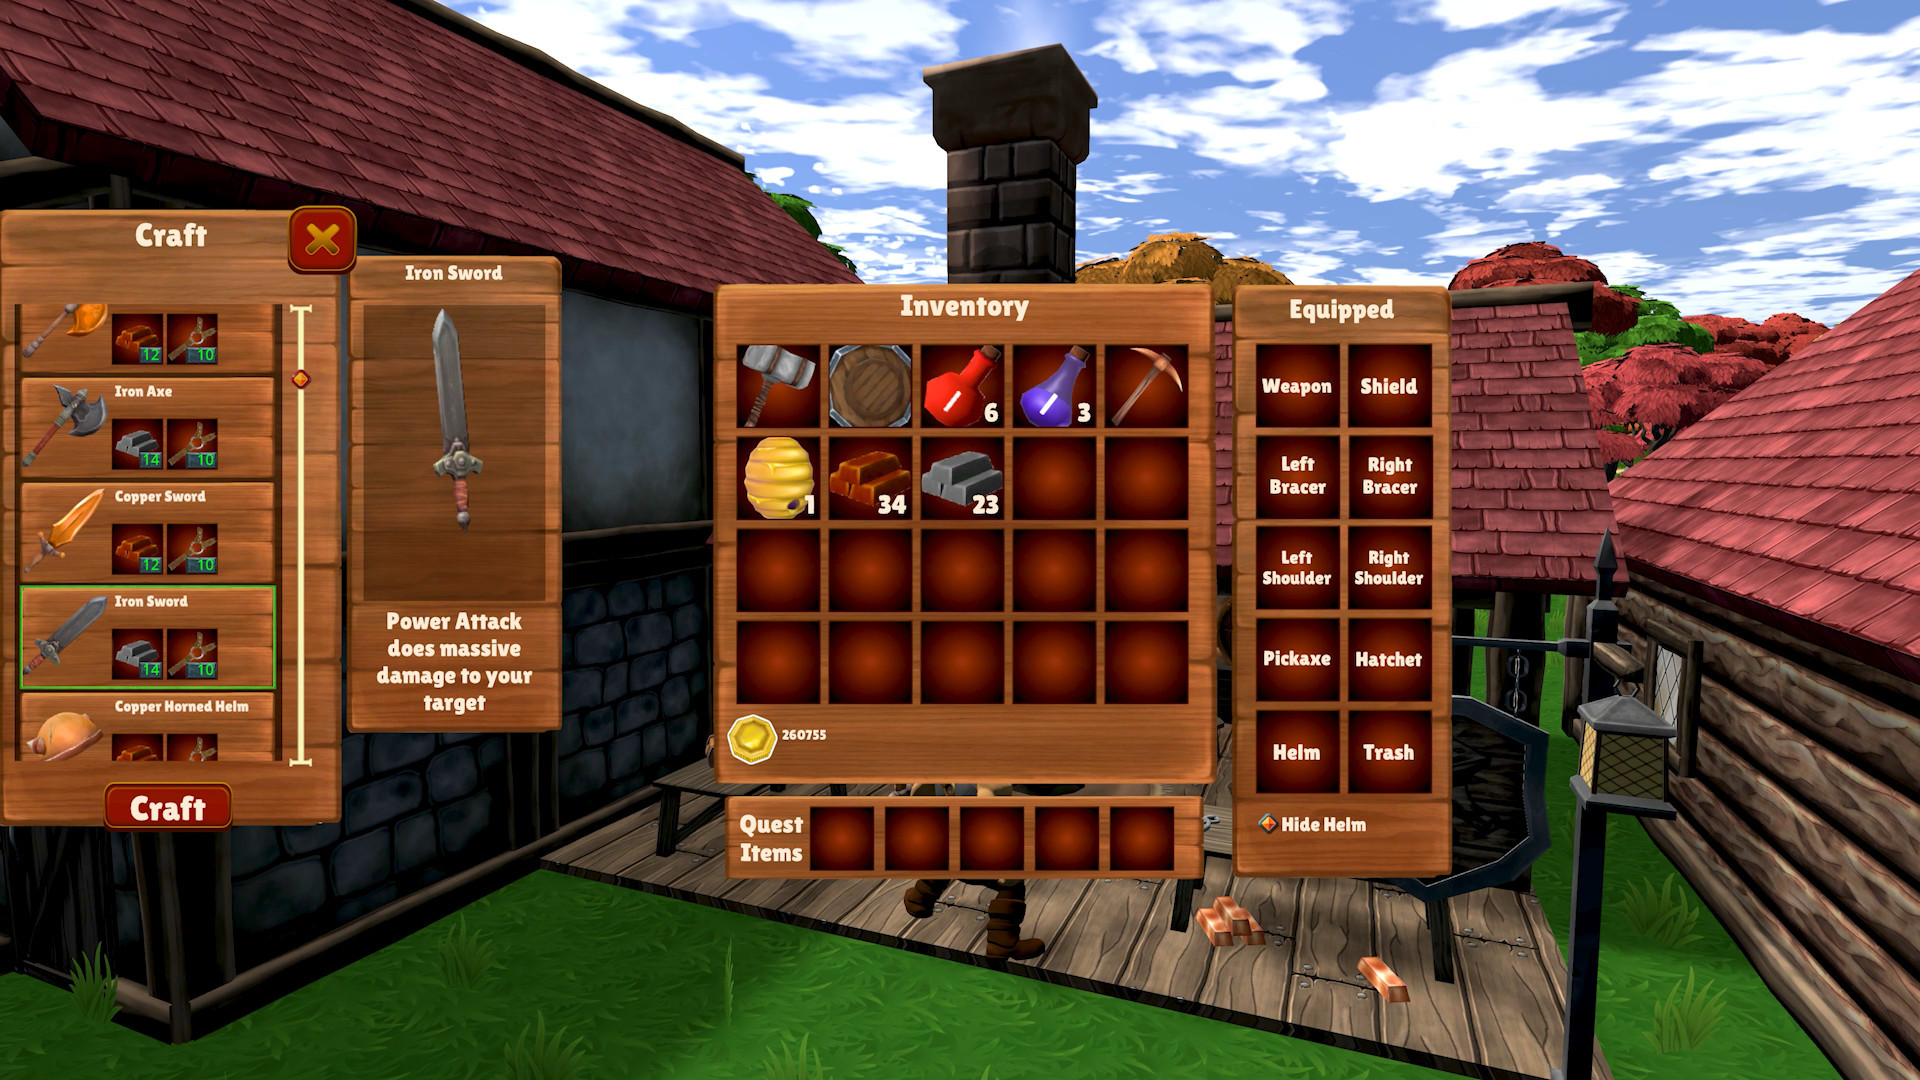 Craft
12
10
Iron Axe
14
10
Copper Sword
12
10
Iron Sword
14
10
Copper Horned Helm
Craft
Iron Sword
Power Attack
does massive
damage to your
target
Inventory
6
3
1
34
23
260755
Quest
Items
Equipped
Weapon
Shield
Left
Bracer
Right
Bracer
Left
Shoulder
Right
Shoulder
Pickaxe
Hatchet
Helm
Trash
Hide Helm